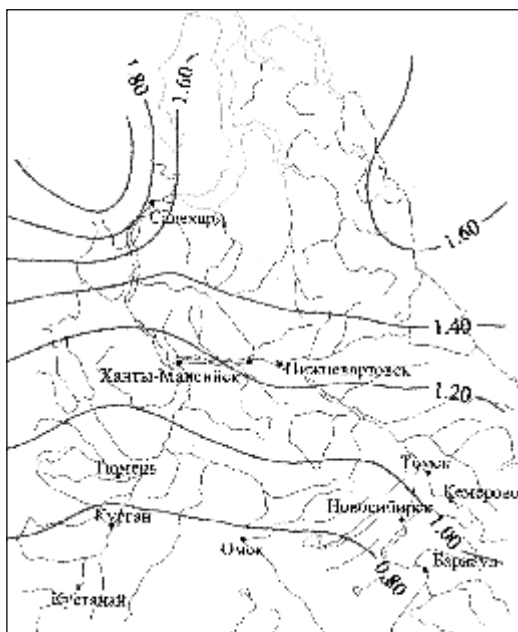 1.80
1.60
Салехард
1.60
1.40
Ханты-Мансийск
Нижневартовск
1.20
Тюмень
Томск
Кемерово
Новосибирск
Курган
1.00
Омск
0.80
Барнаул
Кустанай